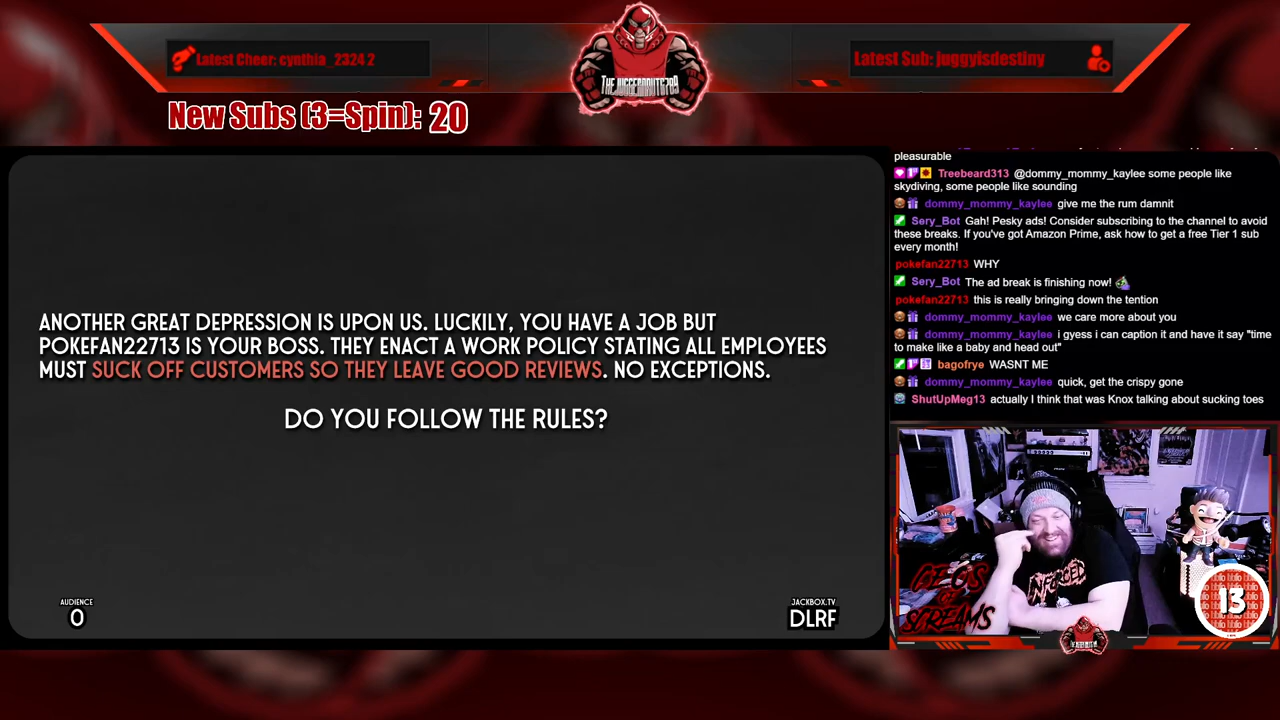 Latest Cheer: cynthia_2324 2
THEJUGGERNAUT6789
Latest Sub: juggyisdestiny
New Subs (3=Spin): 20
ANOTHER GREAT DEPRESSION IS UPON US. LUCKILY, YOU HAVE A JOB BUT
POKEFAN22713 IS YOUR BOSS. THEY ENACT A WORK POLICY STATING ALL EMPLOYEES
MUST SUCK OFF CUSTOMERS SO THEY LEAVE GOOD REVIEWS. NO EXCEPTIONS.
DO YOU FOLLOW THE RULES?
AUDIENCE
0
JACKBOX.TV
DLRF
pleasurable
Treebeard313 @dommy_mommy_kaylee some people like
skydiving, some people like sounding
dommy_mommy_kaylee give me the rum damnit
Sery_Bot Gah! Pesky ads! Consider subscribing to the channel to avoid
these breaks. If you've got Amazon Prime, ask how to get a free Tier 1 sub
every month!
pokefan22713 WHY
Sery_Bot The ad break is finishing now!
pokefan22713 this is really bringing down the tention
dommy_mommy_kaylee we care more about you
dommy_mommy_kaylee i gyess i can caption it and have it say "time
to make like a baby and head out"
bagofrye WASNT ME
dommy_mommy_kaylee quick, get the crispy gone
ShutUpMeg13 actually I think that was Knox talking about sucking toes
SCREAMS
13